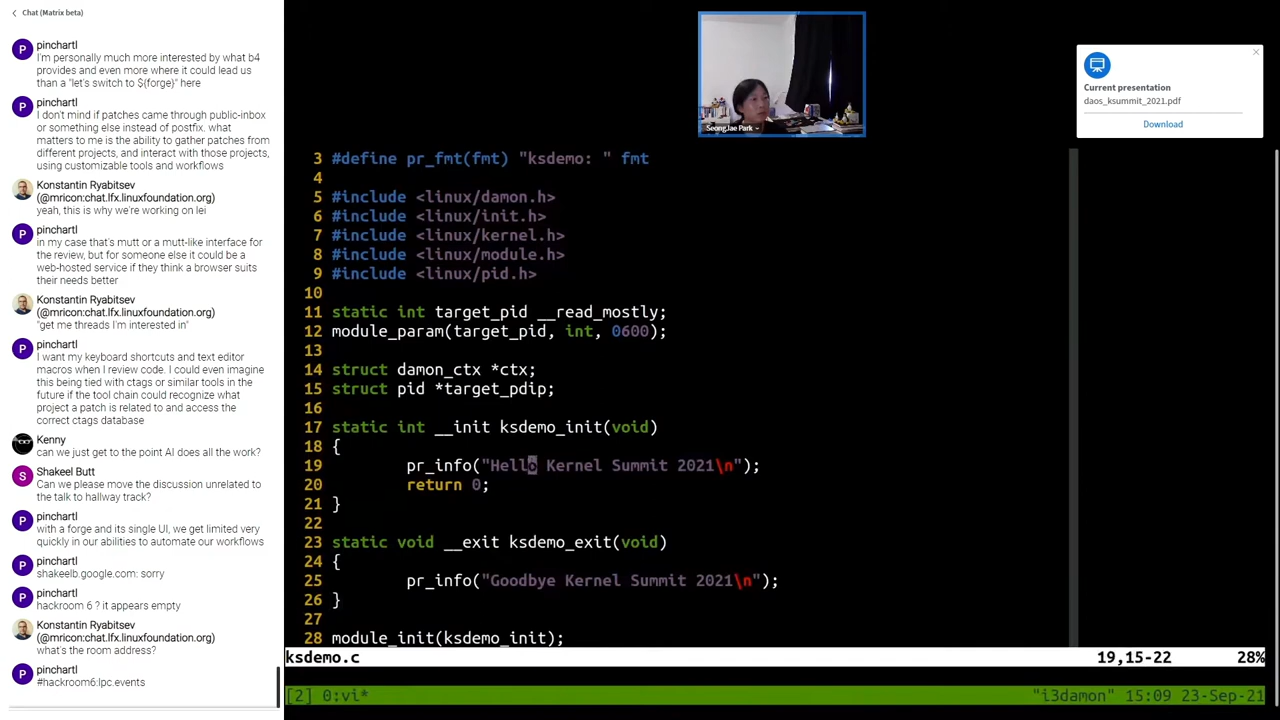 Chat (Matrix beta)
P
pinchartl
I'm personally much more interested by what b4
provides and even more where it could lead us
than a "let's switch to ${forge}" here
P
pinchartl
I don't mind if patches came through public-inbox
or something else instead of postfix. what
matters to me is the ability to gather patches from
different projects, and interact with those projects,
using customizable tools and workflows
Konstantin Ryabitsev
(@mricon:chat.lfx.linuxfoundation.org)
yeah, this is why we're working on lei
P
pinchartl
in my case that's mutt or a mutt-like interface for
the review, but for someone else it could be a
web-hosted service if they think a browser suits
their needs better
Konstantin Ryabitsev
(@mricon:chat.lfx.linuxfoundation.org)
"get me threads I'm interested in"
P
pinchartl
I want my keyboard shortcuts and text editor
macros when I review code. I could even imagine
this being tied with ctags or similar tools in the
future if the tool chain could recognize what
project a patch is related to and access the
correct ctags database
Kenny
can we just get to the point AI does all the work?
S
Shakeel Butt
Can we please move the discussion unrelated to
the talk to hallway track?
P
pinchartl
with a forge and its single UI, we get limited very
quickly in our abilities to automate our workflows
P
pinchartl
shakeelb.google.com: sorry
P
pinchartl
hackroom 6 ? it appears empty
Konstantin Ryabitsev
(@mricon:chat.lfx.linuxfoundation.org)
what's the room address?
P
pinchartl
#hackroom6:lpc.events
SeongJae Park
Current presentation
daos_ksummit_2021.pdf
Download
3 #define pr_fmt(fmt) "ksdemo: " fmt
4
5 #include <linux/damon.h>
6 #include <linux/init.h>
7 #include <linux/kernel.h>
8 #include <linux/module.h>
9 #include <linux/pid.h>
10
11 static int target_pid __read_mostly;
12 module_param(target_pid, int, 0600);
13
14 struct damon_ctx *ctx;
15 struct pid *target_pdip;
16
17 static int __init ksdemo_init(void)
18 {
19 pr_info("Hello Kernel Summit 2021\n");
20 return 0;
21 }
22
23 static void __exit ksdemo_exit(void)
24 {
25 pr_info("Goodbye Kernel Summit 2021\n");
26 }
27
28 module_init(ksdemo_init);
ksdemo.c 19,15-22 28%
[2] 0:vi* "i3damon" 15:09 23-Sep-21